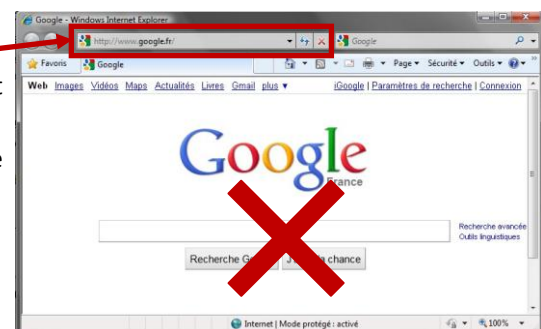 Google - Windows Internet Explorer
http://www.google.fr/
Google
Favoris Google Page Sécurité Outils
t
Web Images Vidéos Maps Actualités Livres Gmail plus iGoogle | Paramètres de recherche | Connexion
e
Google
France
Recherche avancée
Outils linguistiques
Recherche la chance
Internet | Mode protégé : activé 100%